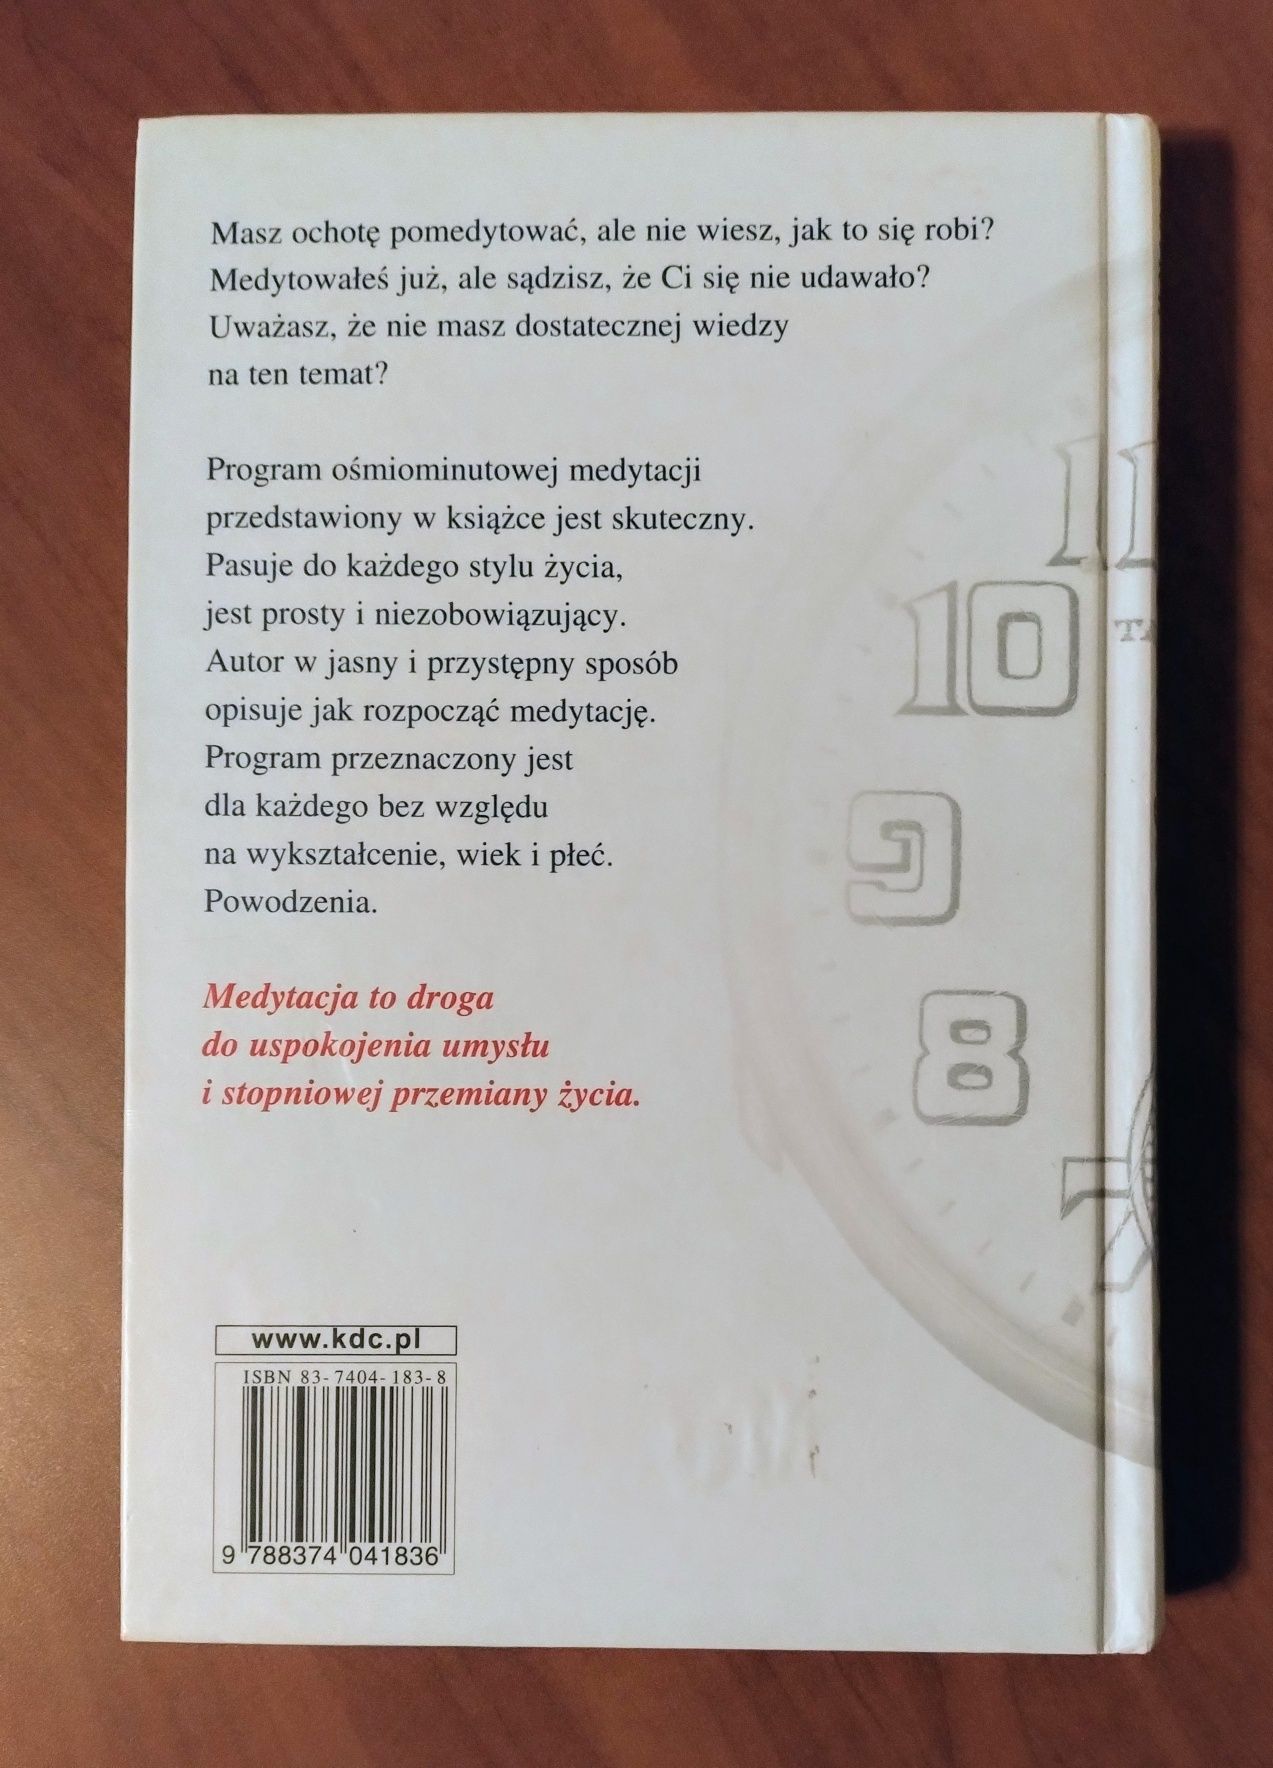 Masz ochotę pomedytować, ale nie wiesz, jak to się robi?
Medytowałeś już, ale sądzisz, że Ci się nie udawało?
Uważasz, że nie masz dostatecznej wiedzy
na ten temat?
Program ośmiominutowej medytacji
przedstawiony w książce jest skuteczny.
Pasuje do każdego stylu życia,
jest prosty i niezobowiązujący.
Autor w jasny i przystępny sposób
opisuje jak rozpocząć medytację.
Program przeznaczony jest
dla każdego bez względu
na wykształcenie, wiek i płeć.
Powodzenia.
Medytacja to droga
do uspokojenia umysłu
i stopniowej przemiany życia.
11
10
9
8
7
www.kdc.pl
ISBN 83-7404-183-8
9 788374 041836